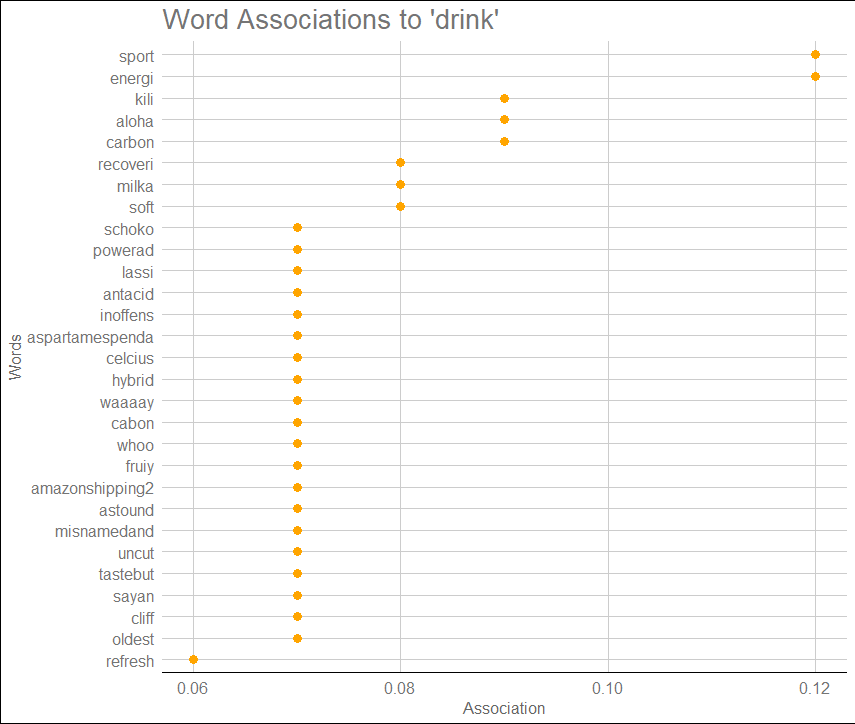 Word Associations to 'drink'
sport
energi
kili
aloha
carbon
recoveri
milka
soft
schoko
powerad
lassi
antacid
inoffens
aspartamespenda
celcius
hybrid
waaaay
cabon
whoo
fruiy
amazonshipping2
astound
misnamedand
uncut
tastebut
sayan
cliff
oldest
refresh
Words
0.06 0.08 0.10 0.12
Association